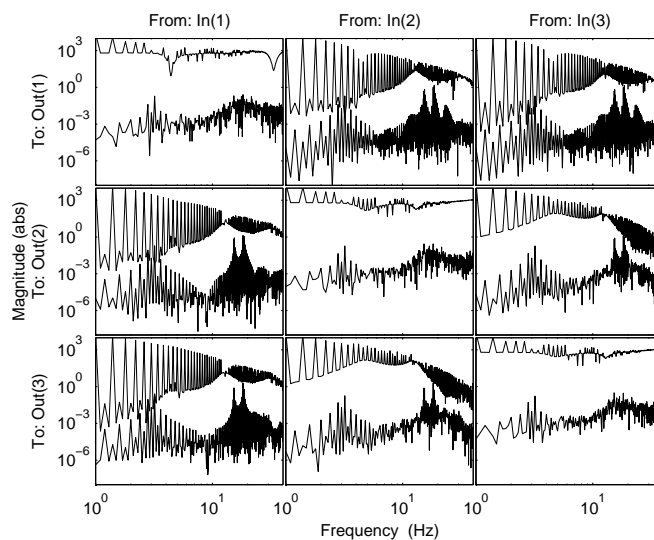 From: In(1) From: In(2) From: In(3)
10^3
10^0
10^-3
10^-6
To: Out(1)
10^3
10^0
10^-3
10^-6
To: Out(2)
Magnitude (abs)
10^3
10^0
10^-3
10^-6
To: Out(3)
10^0 10^1 10^0 10^1 10^0 10^1
Frequency (Hz)